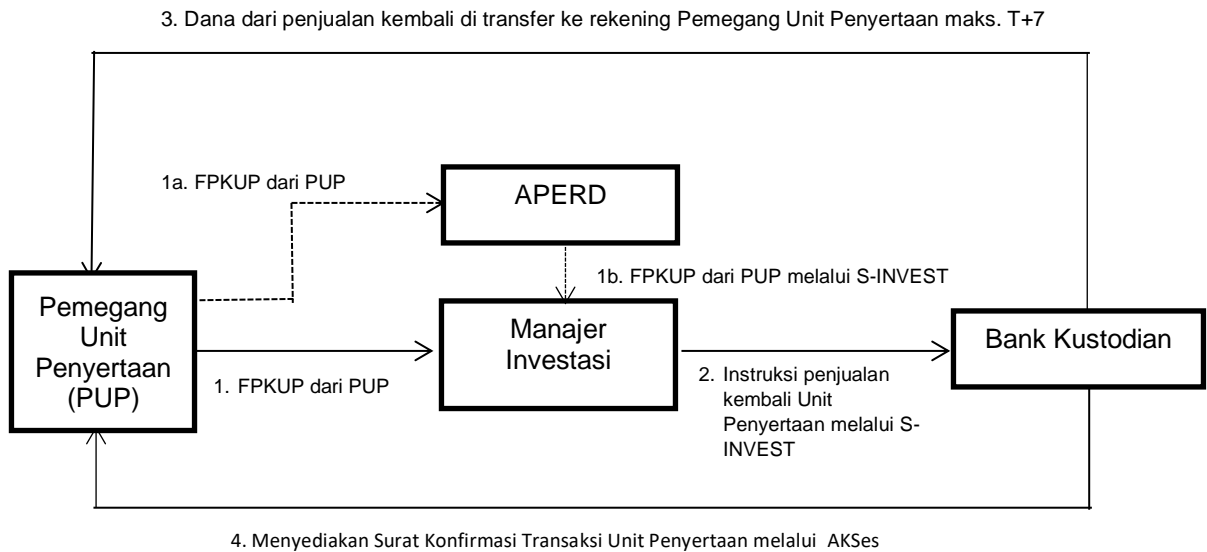 3. Dana dari penjualan kembali di transfer ke rekening Pemegang Unit Penyertaan maks. T+7
1a. FPKUP dari PUP
APERD
1b. FPKUP dari PUP melalui S-INVEST
Pemegang
Unit
Penyertaan
(PUP)
Manajer
Investasi
Bank Kustodian
1. FPKUP dari PUP
2. Instruksi penjualan
kembali Unit
Penyertaan melalui S-
INVEST
4. Menyediakan Surat Konfirmasi Transaksi Unit Penyertaan melalui AKSes